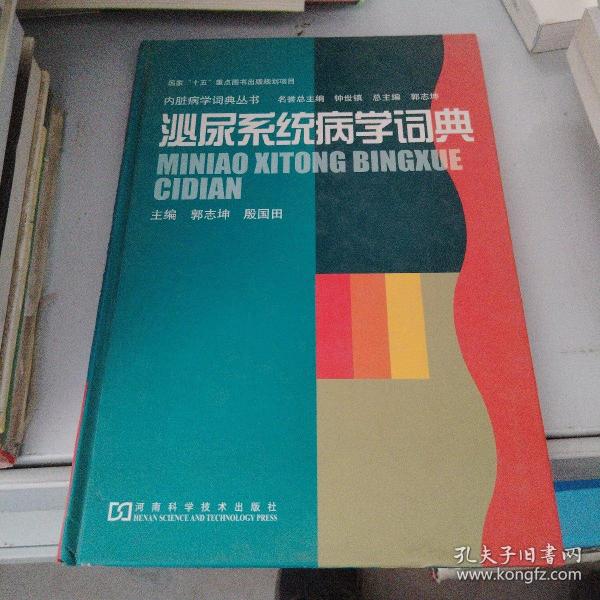 国家“十五”重点图书出版规划项目
内脏病学词典丛书 名誉总主编 钟世镇 总主编 郭志坤
泌尿系统病学词典
MINIAO XITONG BINGXUE
CIDIAN
主编 郭志坤 殷国田
河南科学技术出版社
HENAN SCIENCE AND TECHNOLOGY PRESS
孔夫子旧书网
www.kongfz.com